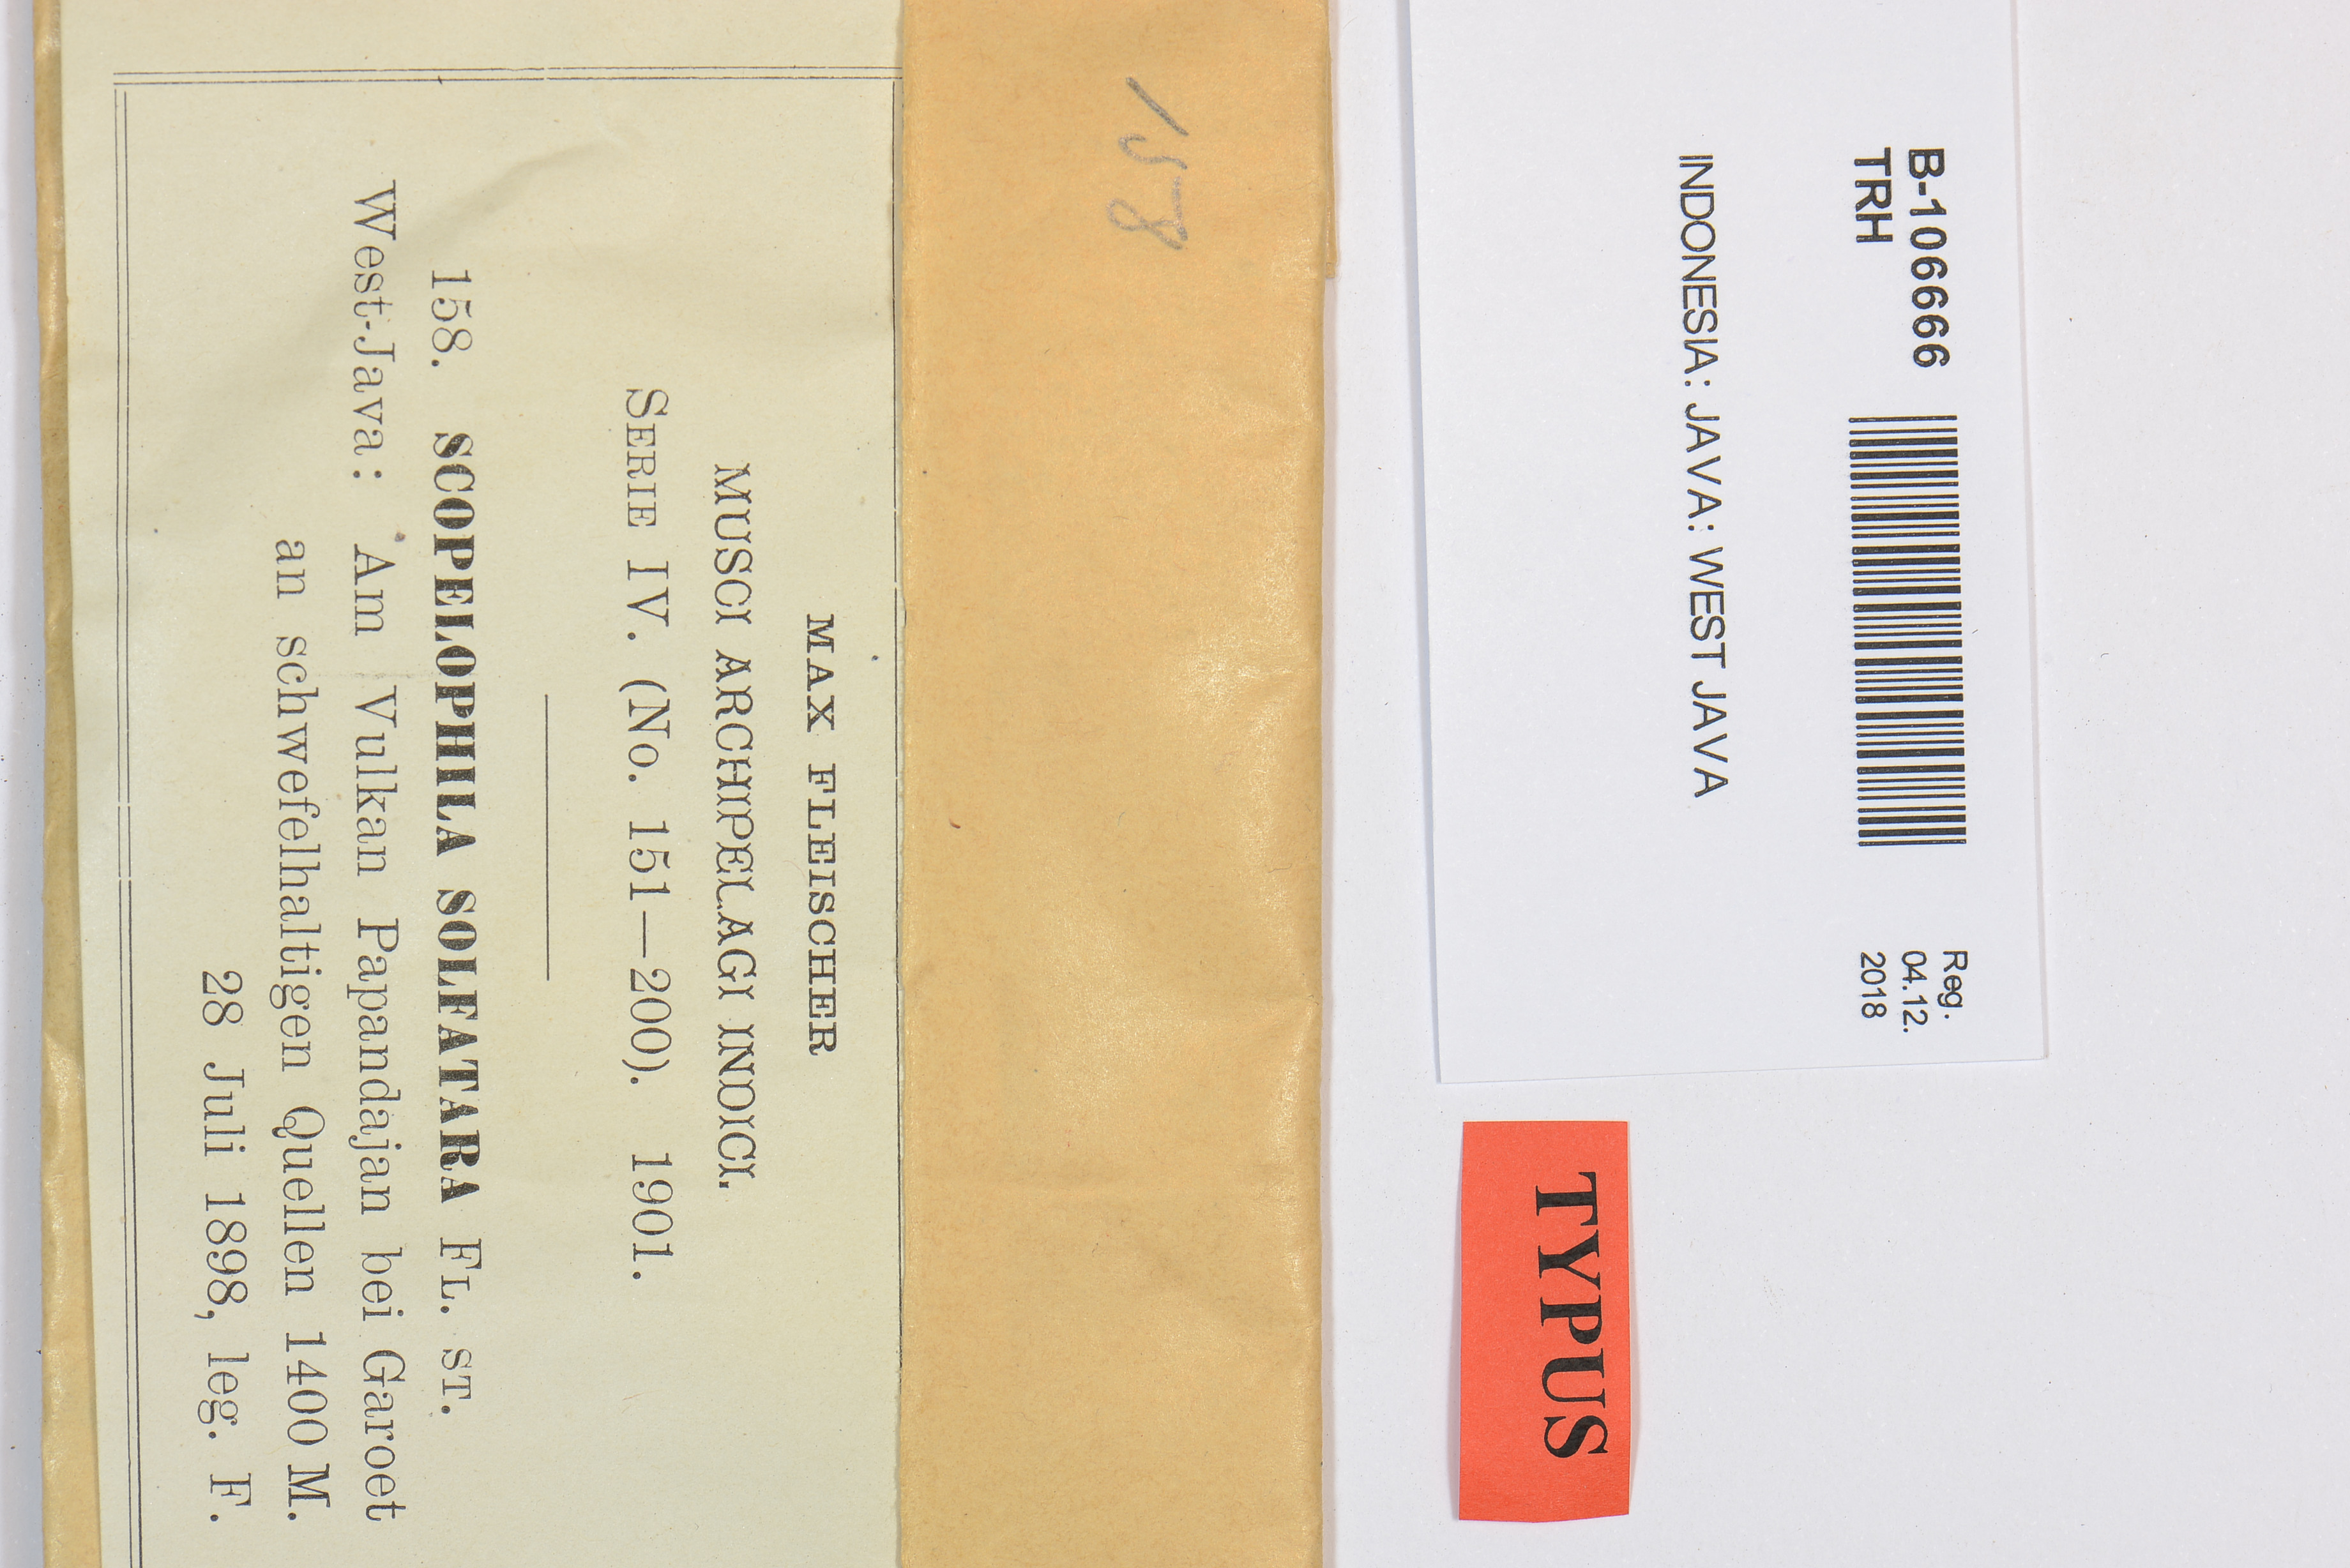 B-106666
TRH
Reg.
04.12.
2018
INDONESIA: JAVA: WEST JAVA
TYPUS
158
MAX FLEISCHER
MUSCI ARCHIPELAGI INDICI.
SERIE IV. (No. 151—200). 1901.
158. SCOPELOPHILA SOLFATARA FL. ST.
West-Java: Am Vulkan Papandajan bei Garoet
an schwefelhaltigen Quellen 1400 M.
28 Juli 1898, leg. F.